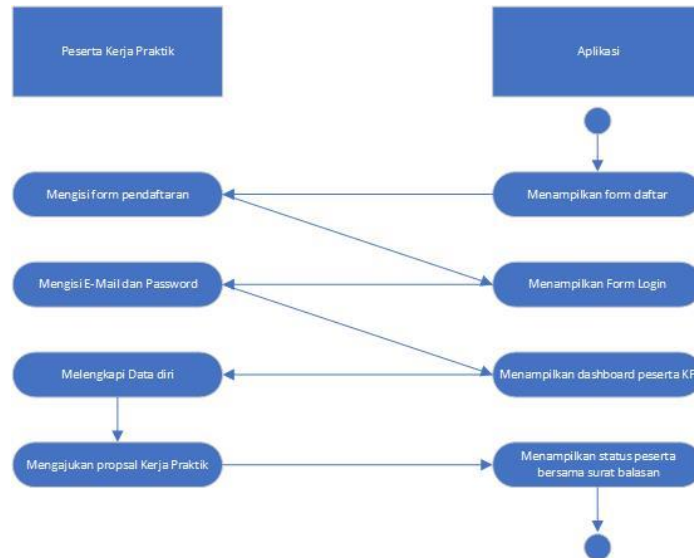 Peserta Kerja Praktik
Aplikasi
Mengisi form pendaftaran
Menampilkan form daftar
Mengisi E-Mail dan Password
Menampilkan Form Login
Melengkapi Data diri
Menampilkan dashboard peserta KP
Mengajukan propsal Kerja Praktik
Menampilkan status peserta
bersama surat balasan